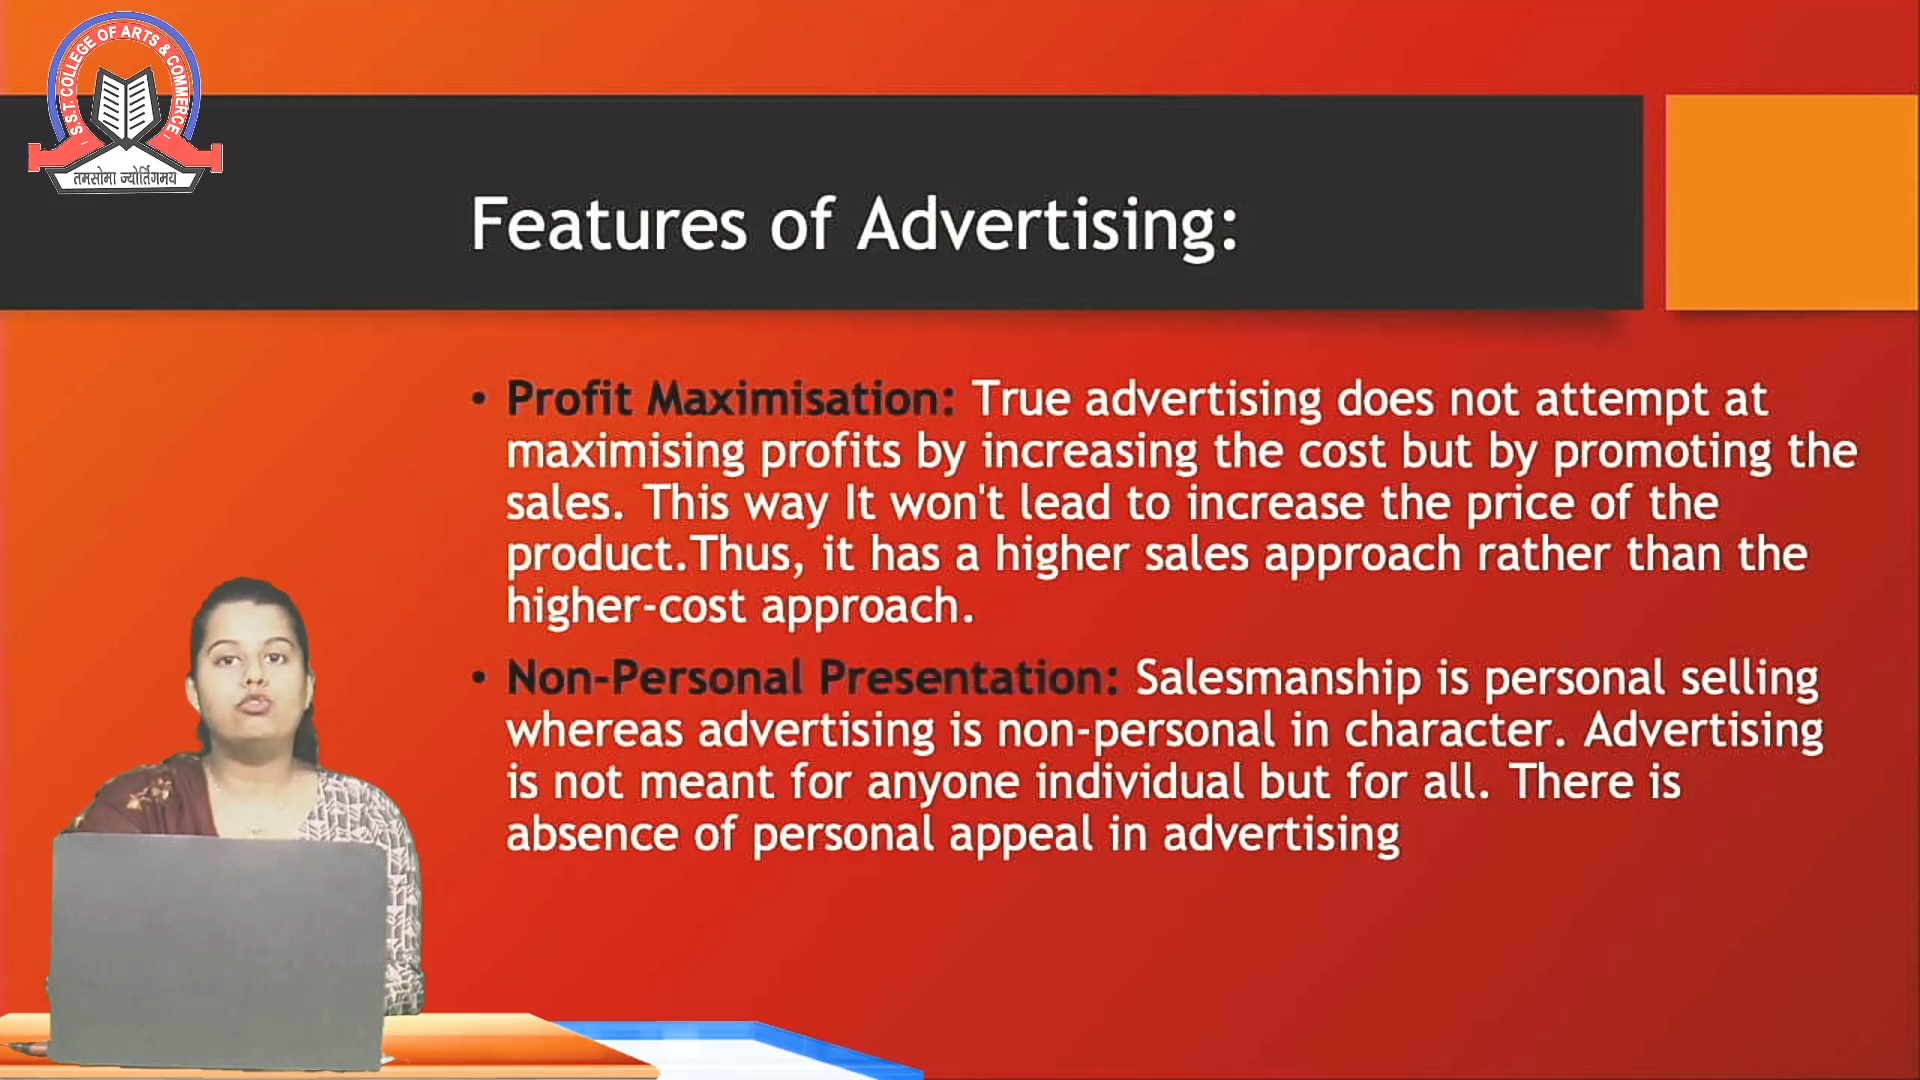 S.S.T. COLLEGE OF ARTS & COMMERCE
तमसोमा ज्योर्तिगमय
Features of Advertising:
• Profit Maximisation: True advertising does not attempt at
maximising profits by increasing the cost but by promoting the
sales. This way It won't lead to increase the price of the
product.Thus, it has a higher sales approach rather than the
higher-cost approach.
• Non-Personal Presentation: Salesmanship is personal selling
whereas advertising is non-personal in character. Advertising
is not meant for anyone individual but for all. There is
absence of personal appeal in advertising